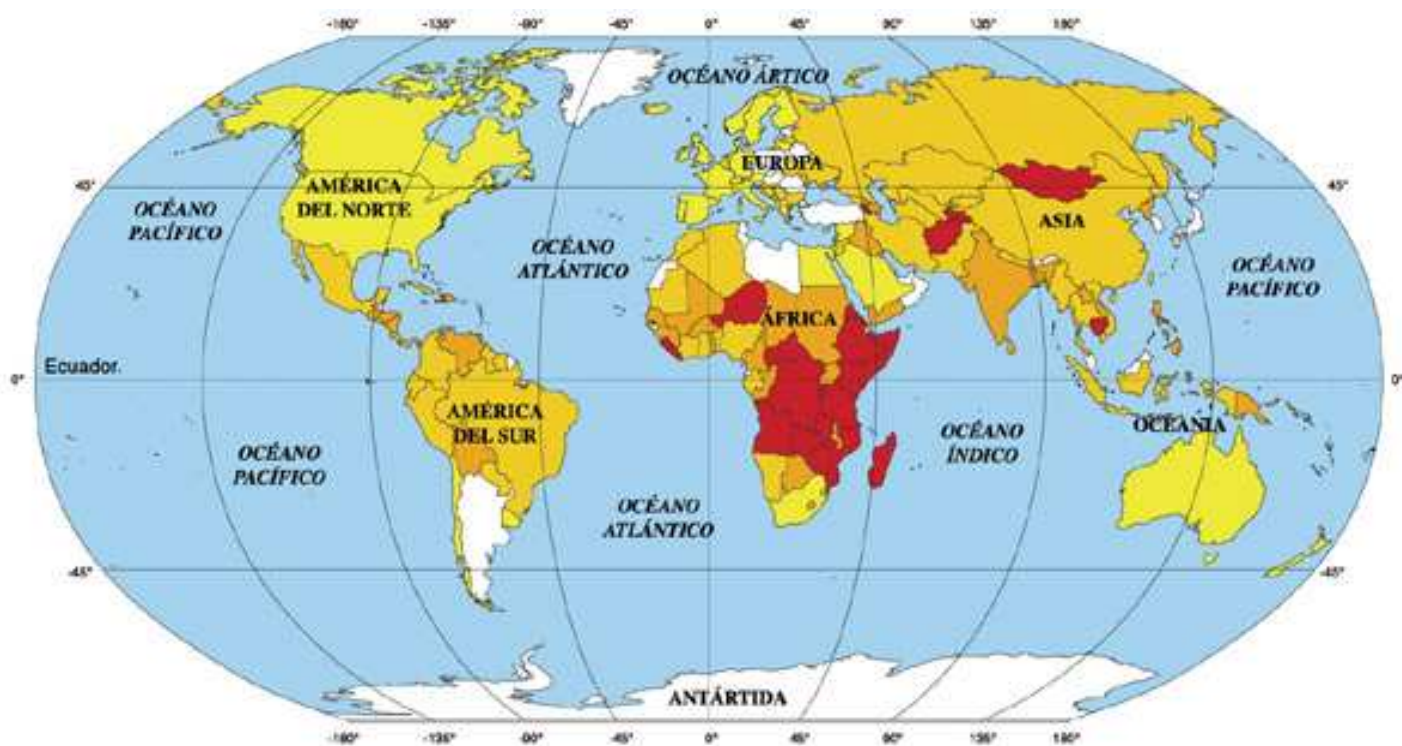 -180° -135° -90° -45° 0° 45° 90° 135° 180°
OCÉANO ÁRTICO
EUROPA
AMÉRICA
DEL NORTE
45°
45°
OCÉANO
PACÍFICO
ASIA
OCÉANO
ATLÁNTICO
OCÉANO
PACÍFICO
ÁFRICA
Ecuador.
0°
0°
AMÉRICA
DEL SUR
OCEANÍA
OCÉANO
ÍNDICO
OCÉANO
PACÍFICO
OCÉANO
ATLÁNTICO
-45°
-45°
ANTÁRTIDA
-180° -135° -90° -45° 0° 45° 90° 135° 180°